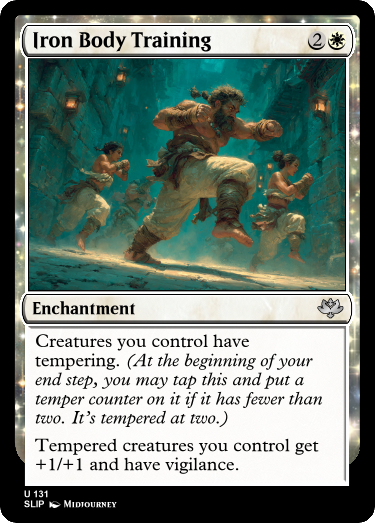 Iron Body Training 2
Enchantment
Creatures you control have
tempering. (At the beginning of your
end step, you may tap this and put a
temper counter on it if it has fewer than
two. It's tempered at two.)
Tempered creatures you control get
+1/+1 and have vigilance.
U 131
SLIP Midjourney